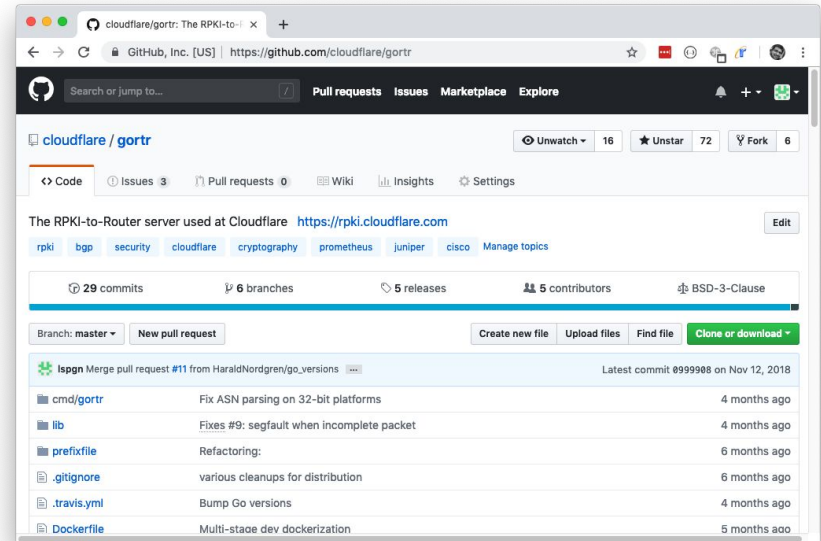 cloudflare/gortr: The RPKI-to-R
GitHub, Inc. [US] | https://github.com/cloudflare/gortr
Search or jump to... / Pull requests Issues Marketplace Explore
cloudflare / gortr Unwatch 16 Unstar 72 Fork 6
Code Issues 3 Pull requests 0 Wiki Insights Settings
The RPKI-to-Router server used at Cloudflare https://rpki.cloudflare.com Edit
rpki bgp security cloudflare cryptography prometheus juniper cisco Manage topics
29 commits 6 branches 5 releases 5 contributors BSD-3-Clause
Branch: master New pull request Create new file Upload files Find file Clone or download
lspgn Merge pull request #11 from HaraldNordgren/go_versions ... Latest commit 0999908 on Nov 12, 2018
cmd/gortr Fix ASN parsing on 32-bit platforms 4 months ago
lib Fixes #9: segfault when incomplete packet 4 months ago
prefixfile Refactoring: 6 months ago
.gitignore various cleanups for distribution 6 months ago
.travis.yml Bump Go versions 4 months ago
Dockerfile Multi-stage dev dockerization 5 months ago